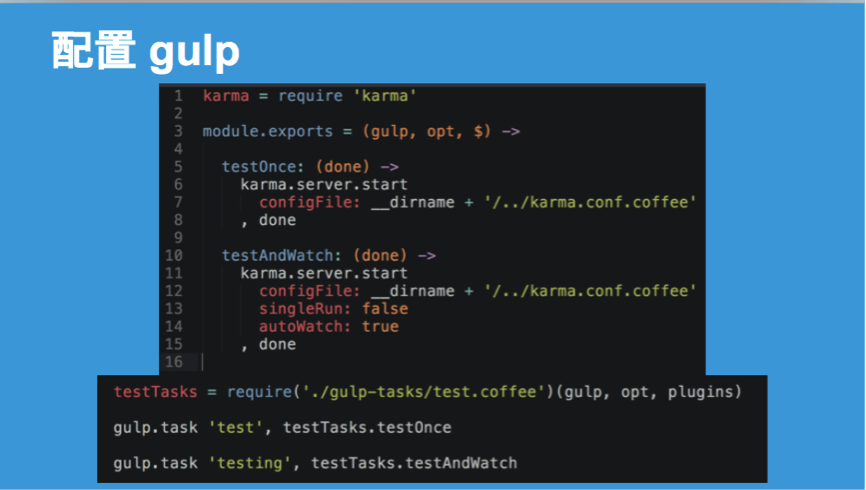 配置 gulp
1 karma = require 'karma'
2
3 module.exports = (gulp, opt, $) ->
4
5 testOnce: (done) ->
6 karma.server.start
7 configFile: __dirname + '/../karma.conf.coffee'
8 , done
9
10 testAndWatch: (done) ->
11 karma.server.start
12 configFile: __dirname + '/../karma.conf.coffee'
13 singleRun: false
14 autoWatch: true
15 , done
16
testTasks = require('./gulp-tasks/test.coffee')(gulp, opt, plugins)
gulp.task 'test', testTasks.testOnce
gulp.task 'testing', testTasks.testAndWatch